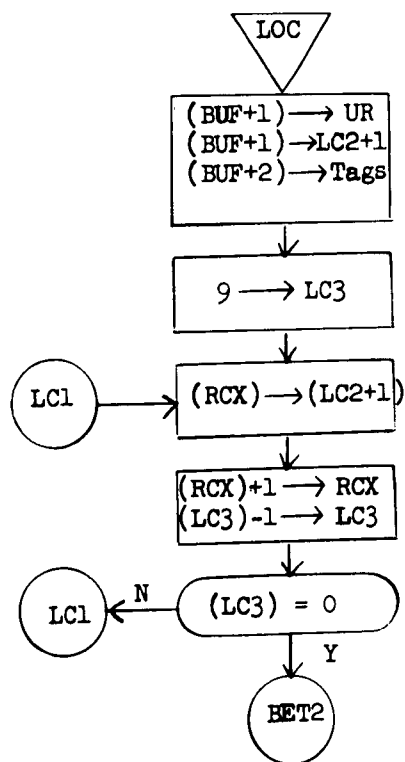 LOC
(BUF+1)→ UR
(BUF+1)→LC2+1
(BUF+2)→Tags
9 → LC3
LC1
(RCX)→(LC2+1)
(RCX)+1→ RCX
(LC3)-1→ LC3
LC1
N
(LC3) = 0
Y
BET2